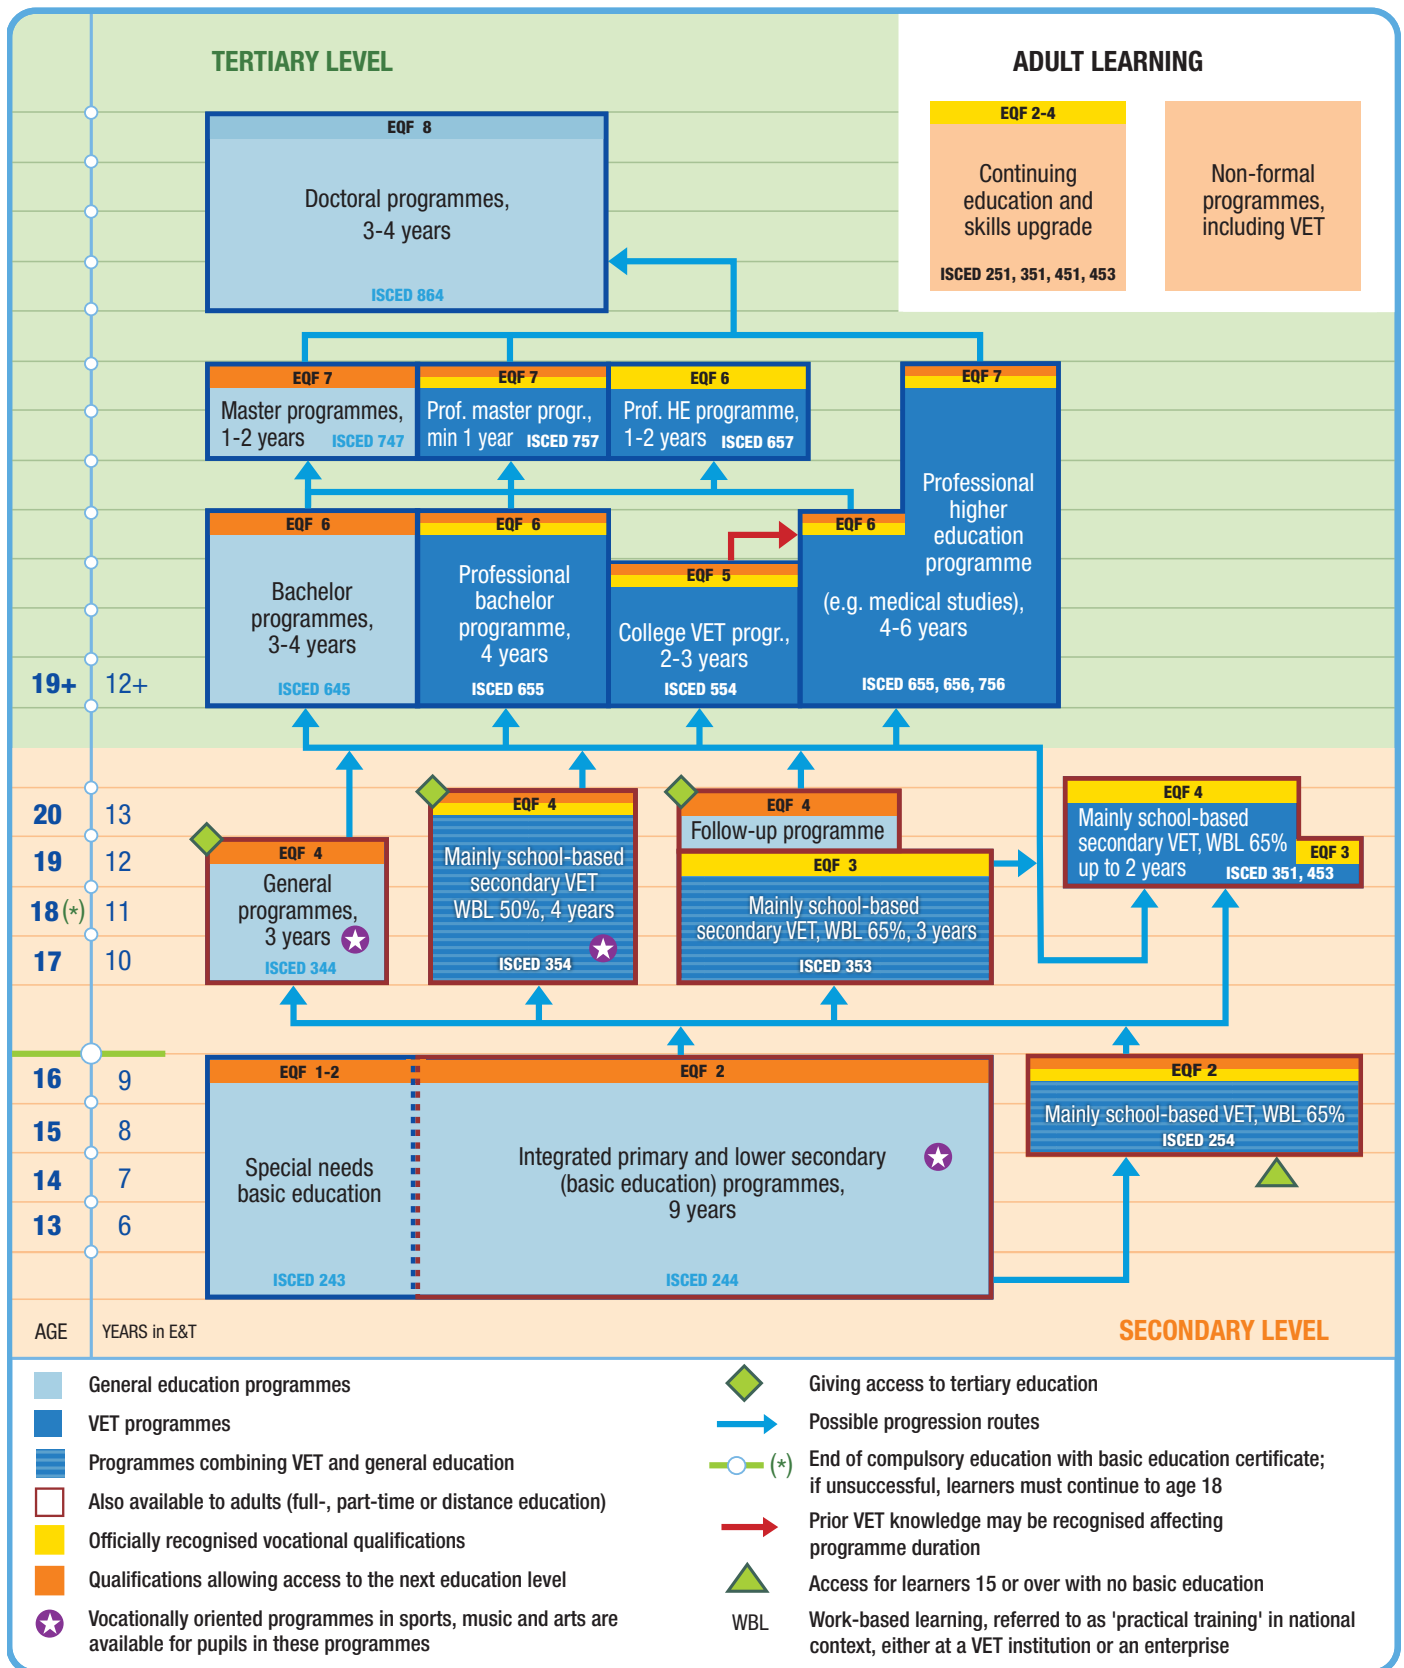 TERTIARY LEVEL
ADULT LEARNING
EQF 2-4
Continuing
education and
skills upgrade
ISCED 251, 351, 451, 453
Non-formal
programmes,
including VET
EQF 8
Doctoral programmes,
3-4 years
ISCED 864
EQF 7
Master programmes,
1-2 years ISCED 747
EQF 7
Prof. master progr.,
min 1 year ISCED 757
EQF 6
Prof. HE programme,
1-2 years ISCED 657
EQF 7
Professional
higher
education
programme
EQF 6
(e.g. medical studies),
4-6 years
ISCED 655, 656, 756
EQF 6
Bachelor
programmes,
3-4 years
ISCED 645
EQF 6
Professional
bachelor
programme,
4 years
ISCED 655
EQF 5
College VET progr.,
2-3 years
ISCED 554
19+ 12+
20 13
19 12
18 (*) 11
17 10
EQF 4
General
programmes,
3 years
ISCED 344
EQF 4
Mainly school-based
secondary VET
WBL 50%, 4 years
ISCED 354
EQF 4
Follow-up programme
EQF 3
Mainly school-based
secondary VET, WBL 65%, 3 years
ISCED 353
EQF 4
Mainly school-based
secondary VET, WBL 65%
up to 2 years ISCED 351, 453
EQF 3
16 9
15 8
14 7
13 6
EQF 1-2
Special needs
basic education
ISCED 243
EQF 2
Integrated primary and lower secondary
(basic education) programmes,
9 years
ISCED 244
EQF 2
Mainly school-based VET, WBL 65%
ISCED 254
AGE YEARS in E&T
SECONDARY LEVEL
General education programmes
VET programmes
Programmes combining VET and general education
Also available to adults (full-, part-time or distance education)
Officially recognised vocational qualifications
Qualifications allowing access to the next education level
Vocationally oriented programmes in sports, music and arts are
available for pupils in these programmes
Giving access to tertiary education
Possible progression routes
(*) End of compulsory education with basic education certificate;
if unsuccessful, learners must continue to age 18
Prior VET knowledge may be recognised affecting
programme duration
Access for learners 15 or over with no basic education
WBL Work-based learning, referred to as 'practical training' in national
context, either at a VET institution or an enterprise